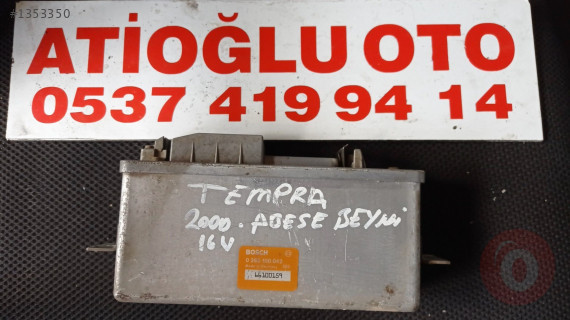 #1353350
ATİOĞLU OTO
0537 419 94 14
TEMPRA
2000. ABESE BEYNi
16V
BOSCH